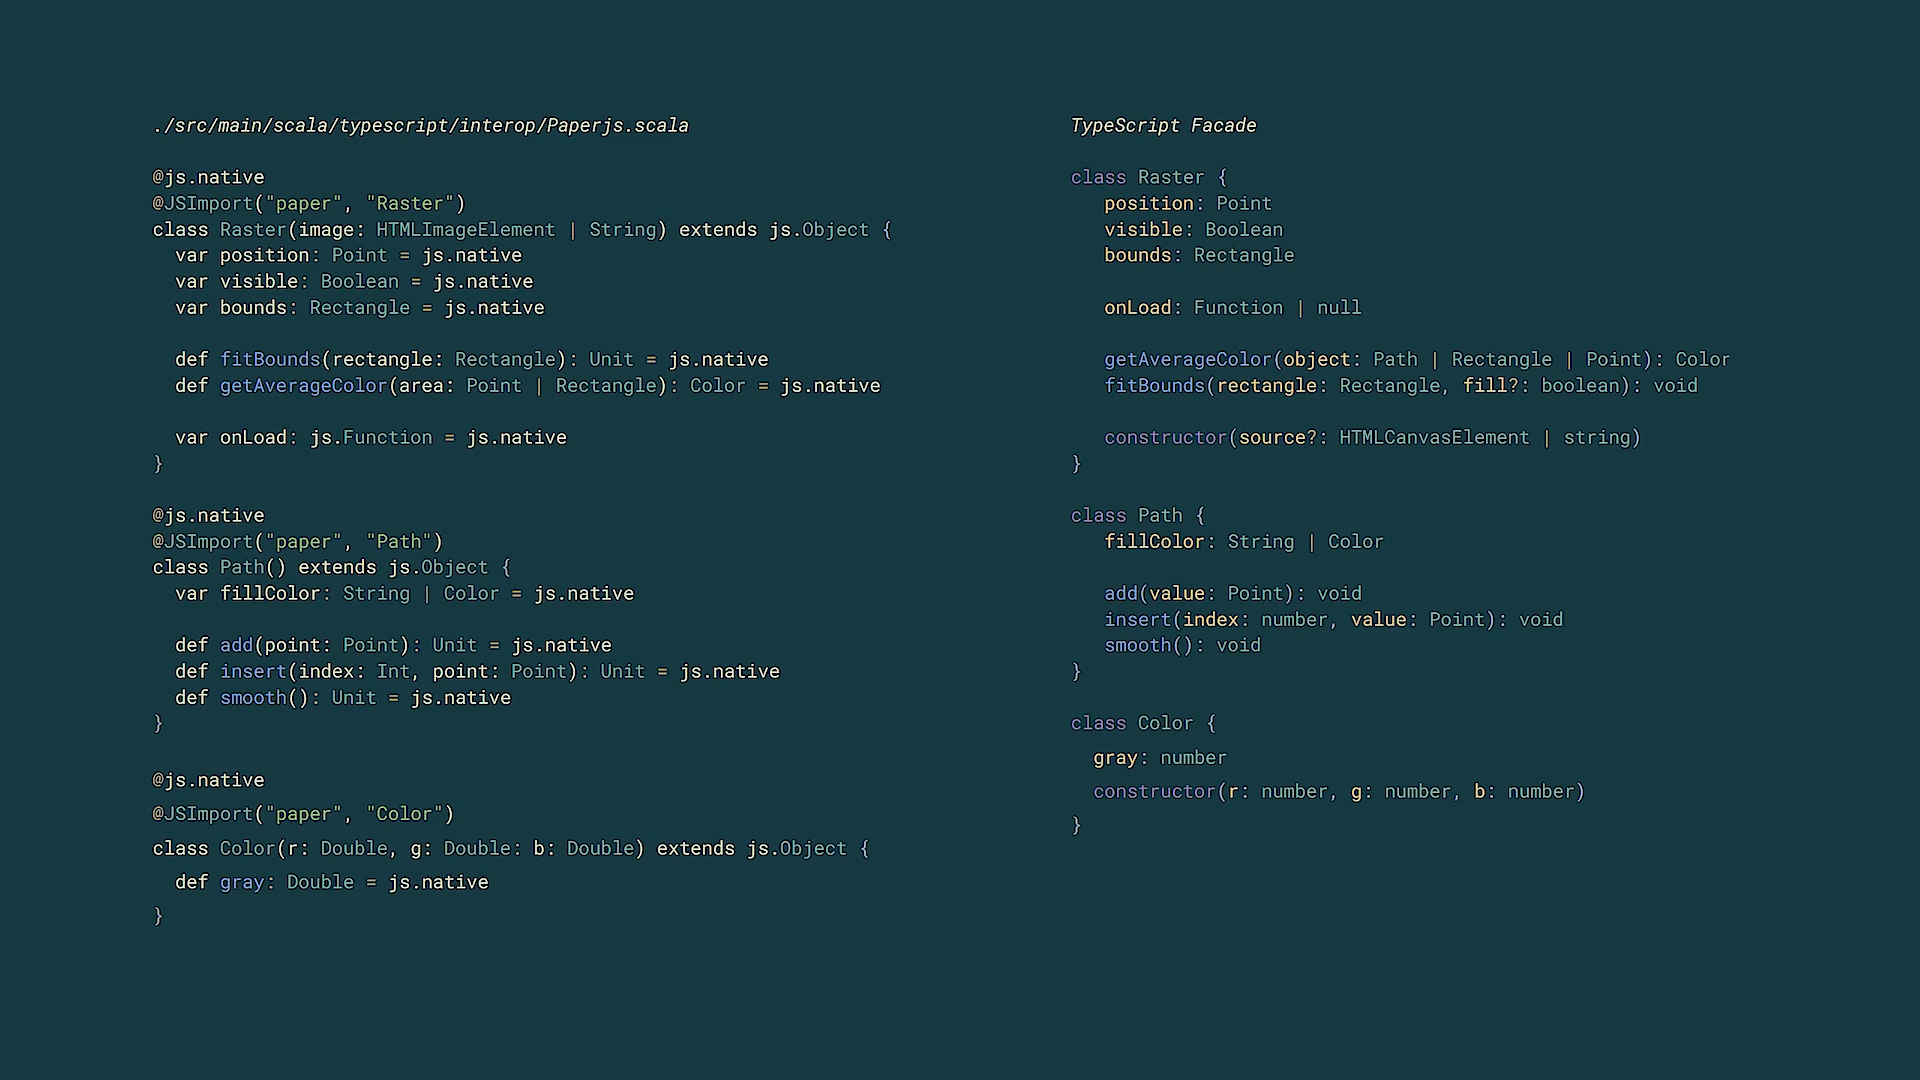 ./src/main/scala/typescript/interop/Paperjs.scala
@js.native
@JSImport("paper", "Raster")
class Raster(image: HTMLImageElement | String) extends js.Object {
  var position: Point = js.native
  var visible: Boolean = js.native
  var bounds: Rectangle = js.native
  def fitBounds(rectangle: Rectangle): Unit = js.native
  def getAverageColor(area: Point | Rectangle): Color = js.native
  var onLoad: js.Function = js.native
}
@js.native
@JSImport("paper", "Path")
class Path() extends js.Object {
  var fillColor: String | Color = js.native
  def add(point: Point): Unit = js.native
  def insert(index: Int, point: Point): Unit = js.native
  def smooth(): Unit = js.native
}
@js.native
@JSImport("paper", "Color")
class Color(r: Double, g: Double: b: Double) extends js.Object {
  def gray: Double = js.native
}
TypeScript Facade
class Raster {
   position: Point
   visible: Boolean
   bounds: Rectangle
   onLoad: Function | null
   getAverageColor(object: Path | Rectangle | Point): Color
   fitBounds(rectangle: Rectangle, fill?: boolean): void
   constructor(source?: HTMLCanvasElement | string)
}
class Path {
   fillColor: String | Color
   add(value: Point): void
   insert(index: number, value: Point): void
   smooth(): void
}
class Color {
  gray: number
  constructor(r: number, g: number, b: number)
}